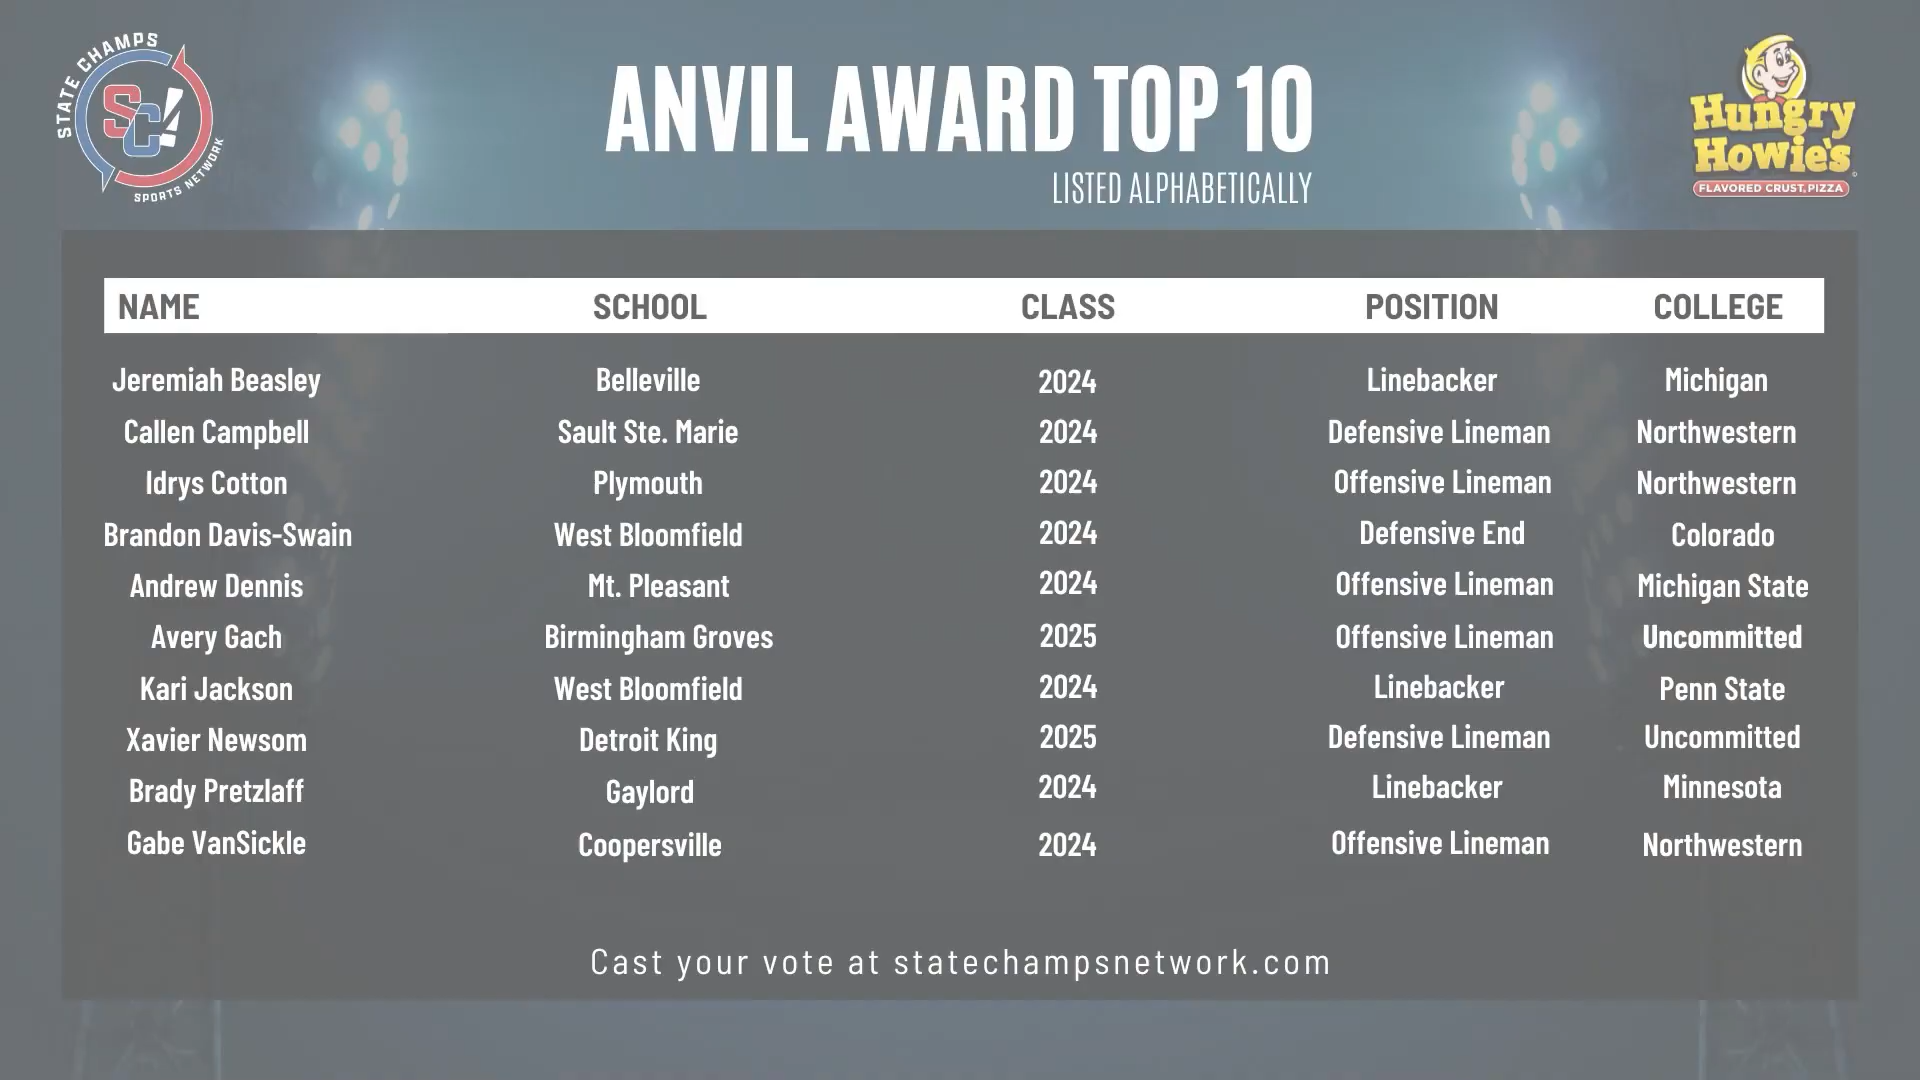 STATE CHAMPS
SC!
SPORTS NETWORK
ANVIL AWARD TOP 10
LISTED ALPHABETICALLY
Hungry
Howie's
FLAVORED CRUST PIZZA
NAME SCHOOL CLASS POSITION COLLEGE
Jeremiah Beasley Belleville 2024 Linebacker Michigan
Callen Campbell Sault Ste. Marie 2024 Defensive Lineman Northwestern
Idrys Cotton Plymouth 2024 Offensive Lineman Northwestern
Brandon Davis-Swain West Bloomfield 2024 Defensive End Colorado
Andrew Dennis Mt. Pleasant 2024 Offensive Lineman Michigan State
Avery Gach Birmingham Groves 2025 Offensive Lineman Uncommitted
Kari Jackson West Bloomfield 2024 Linebacker Penn State
Xavier Newsom Detroit King 2025 Defensive Lineman Uncommitted
Brady Pretzlaff Gaylord 2024 Linebacker Minnesota
Gabe VanSickle Coopersville 2024 Offensive Lineman Northwestern
Cast your vote at statechampsnetwork.com